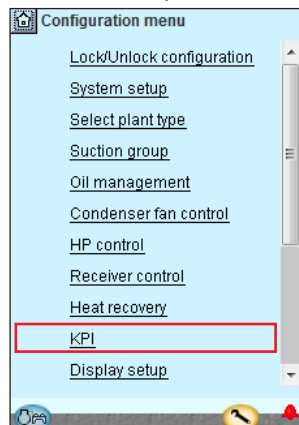 Configuration menu
Lock/Unlock configuration
System setup
Select plant type
Suction group
Oil management
Condenser fan control
HP control
Receiver control
Heat recovery
KPI
Display setup